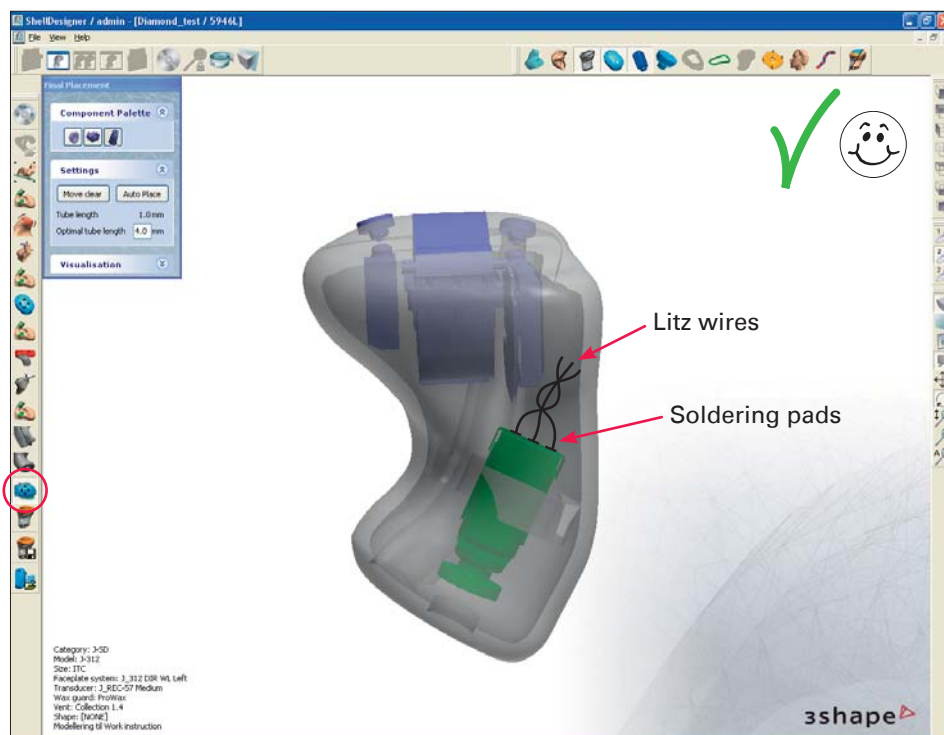 ShellDesigner / admin - [Diamond_test / 5946L]
File View Help
Final Placement
Component Palette
Settings
Move clear Auto Place
Tube length 1.0 mm
Optimal tube length 4.0 mm
Visualisation
Litz wires
Soldering pads
Category: J-SD
Model: J-312
Size: ITC
Faceplate system: J_312 DIR WL Left
Transducer: J_REC-57 Medium
Wax guard: ProWax
Vent: Collection 1.4
Shape: [NONE]
Modellering til Work instruction
3shape